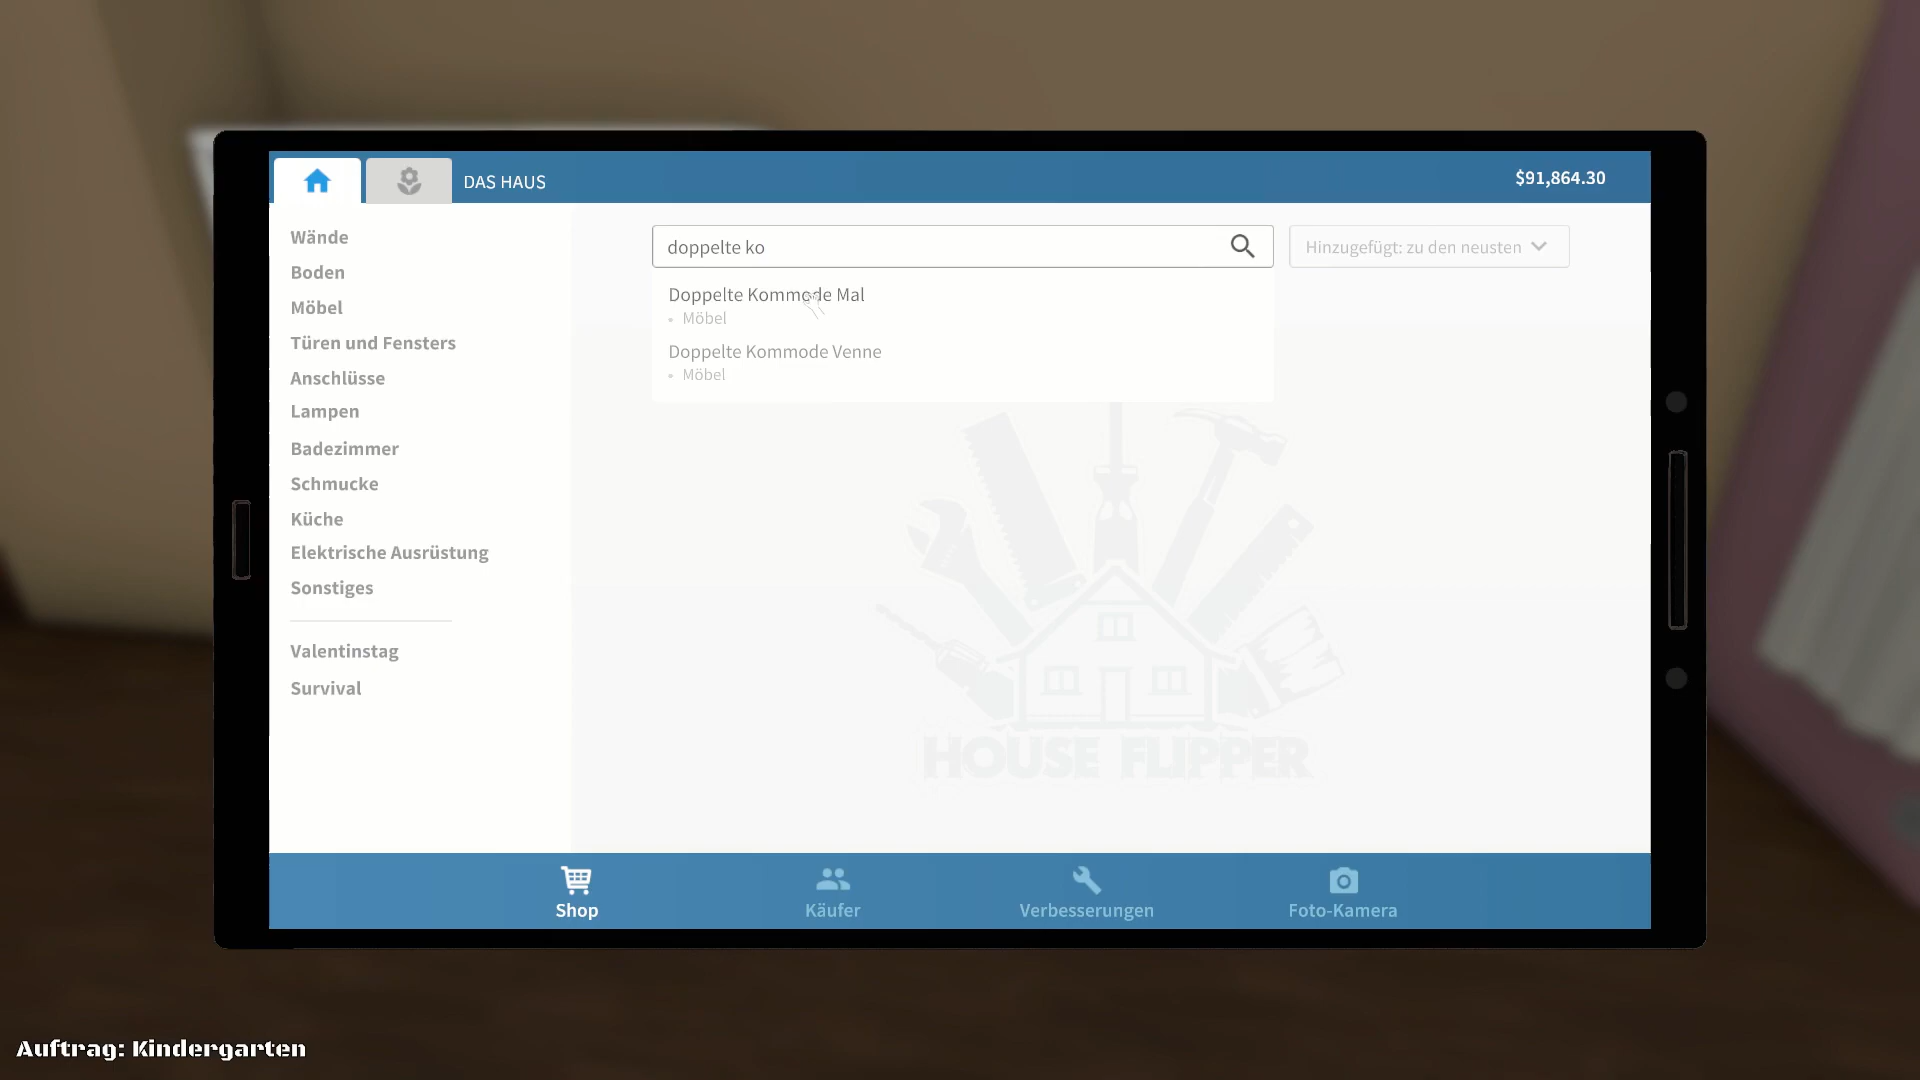 DAS HAUS
$91,864.30
Wände
Boden
Möbel
Türen und Fensters
Anschlüsse
Lampen
Badezimmer
Schmucke
Küche
Elektrische Ausrüstung
Sonstiges
Valentinstag
Survival
doppelte ko
Hinzugefügt: zu den neusten
Doppelte Kommode Mal
• Möbel
Doppelte Kommode Venne
• Möbel
HOUSE FLIPPER
Shop
Käufer
Verbesserungen
Foto-Kamera
Auftrag: Kindergarten